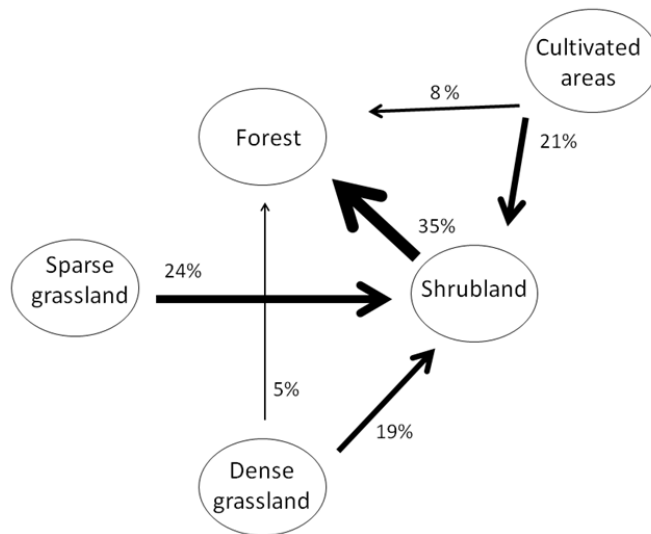 Cultivated
areas
8 %
Forest
21%
35%
Sparse
grassland
24%
Shrubland
5%
19%
Dense
grassland